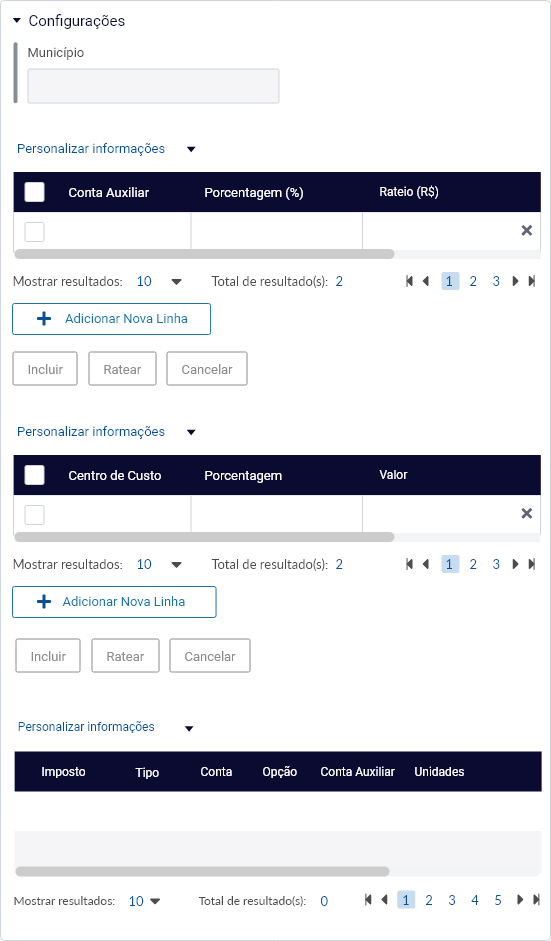 Configurações
Município
Personalizar informações
Conta Auxiliar Porcentagem (%) Rateio (R$)
Mostrar resultados: 10 Total de resultado(s): 2 1 2 3
Adicionar Nova Linha
Incluir Ratear Cancelar
Personalizar informações
Centro de Custo Porcentagem Valor
Mostrar resultados: 10 Total de resultado(s): 2 1 2 3
Adicionar Nova Linha
Incluir Ratear Cancelar
Personalizar informações
Imposto Tipo Conta Opção Conta Auxiliar Unidades
Mostrar resultados: 10 Total de resultado(s): 0 1 2 3 4 5